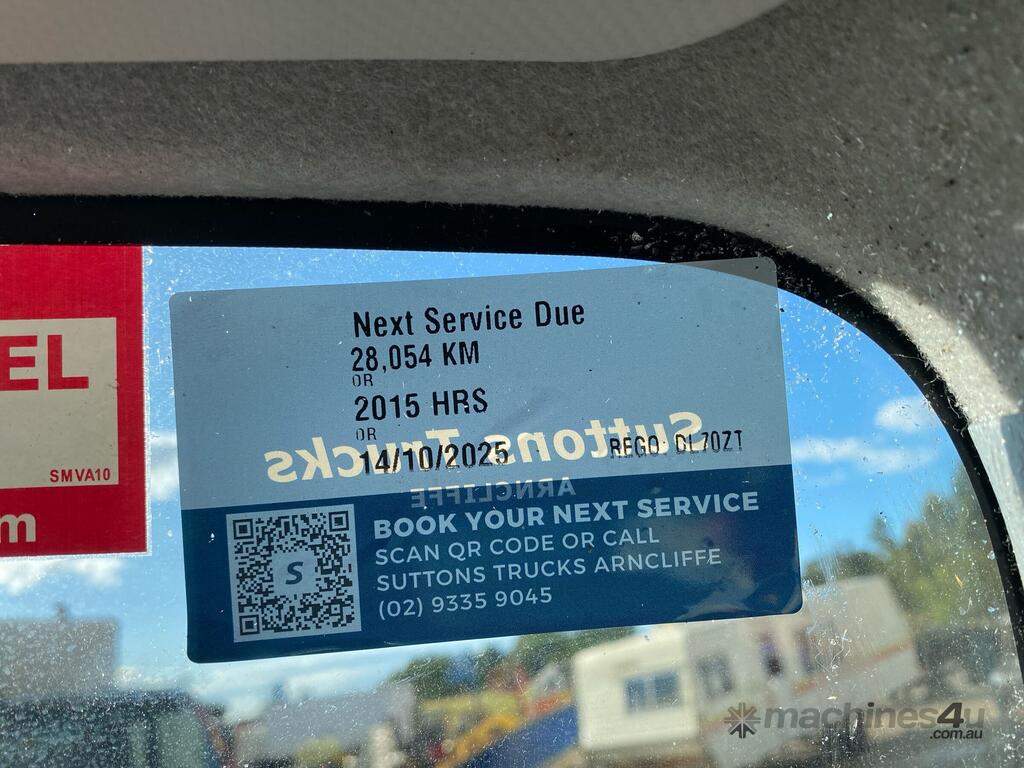 EL
SMVA10
m
Next Service Due
28,054 KM
OR
2015 HRS
OR
14/10/2025
REGO: DL70ZT
Suttons Trucks
ARNCLIFFE
BOOK YOUR NEXT SERVICE
SCAN QR CODE OR CALL
SUTTONS TRUCKS ARNCLIFFE
(02) 9335 9045
S
machines4u
.com.au